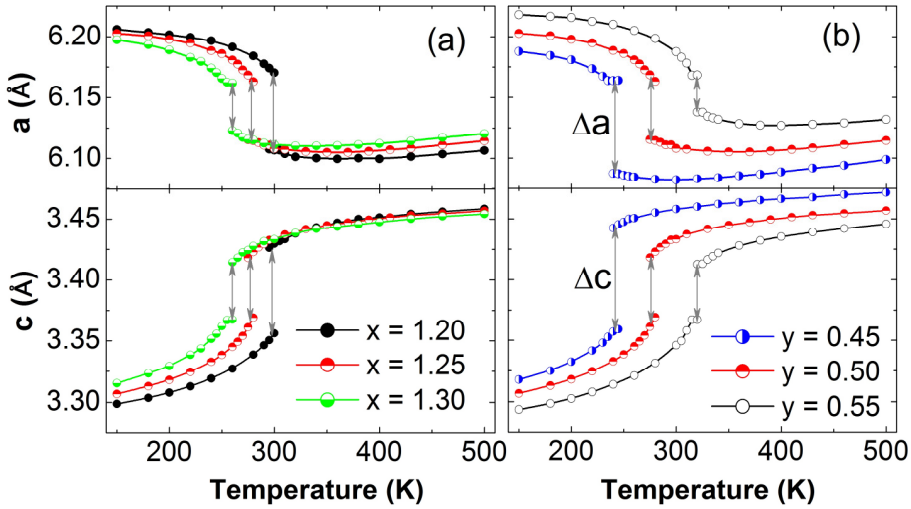 (a)
(b)
6.20
6.15
6.10
a (Å)
Δa
3.45
3.40
3.35
3.30
c (Å)
Δc
x = 1.20
x = 1.25
x = 1.30
y = 0.45
y = 0.50
y = 0.55
200 300 400 500
200 300 400 500
Temperature (K)
Temperature (K)